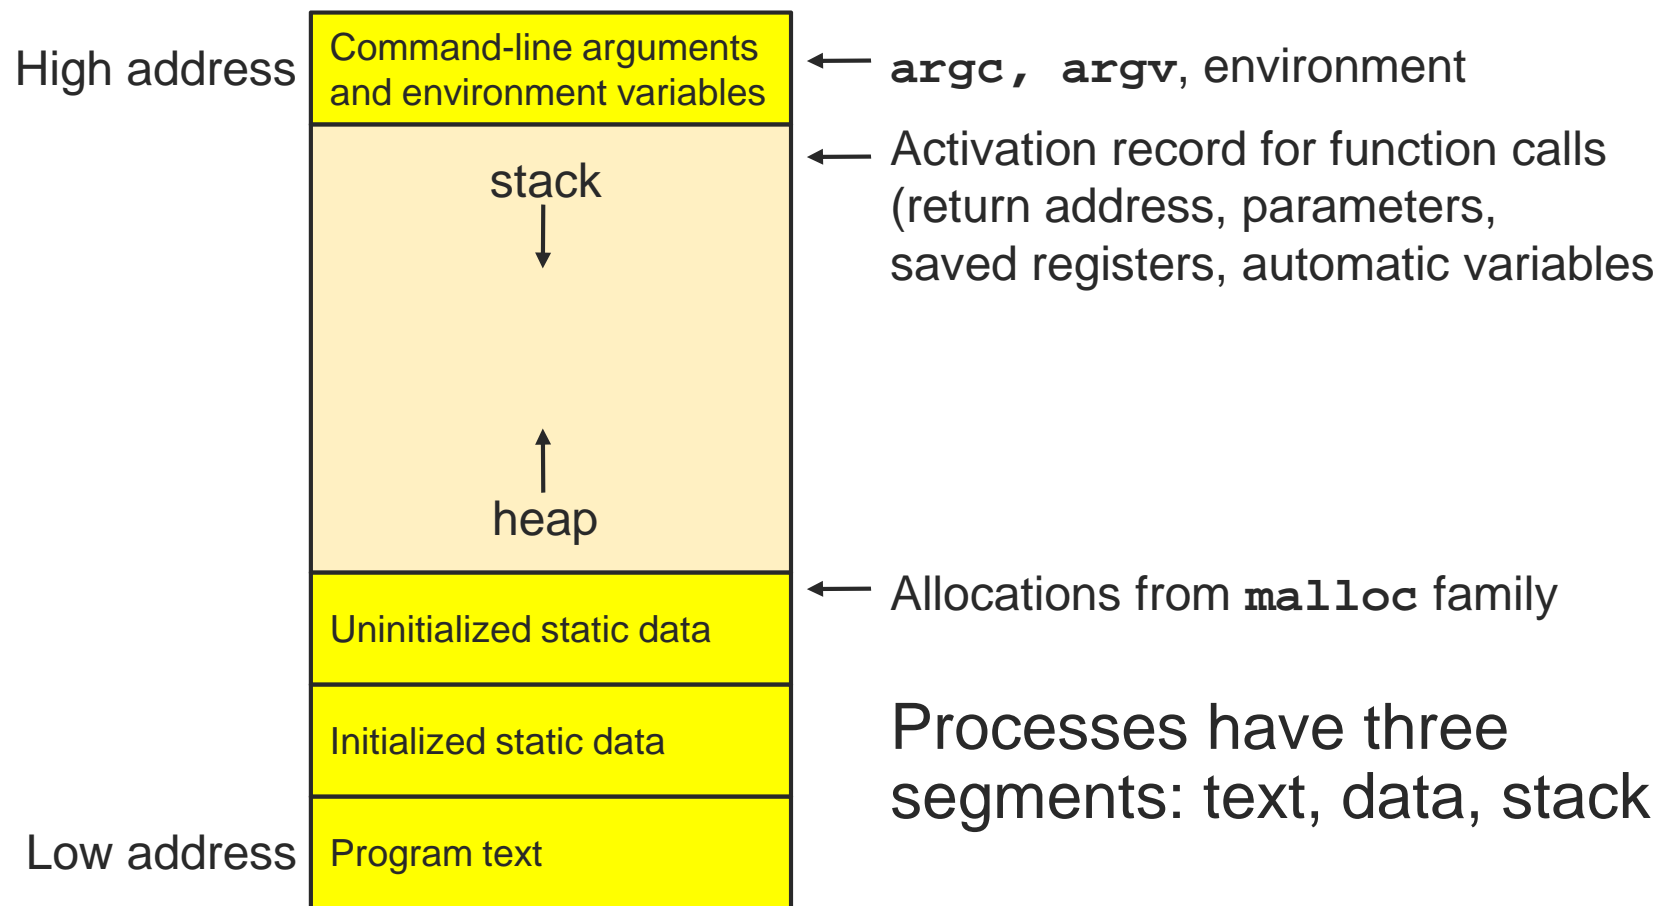 High address
Command-line arguments
and environment variables
argc, argv, environment
Activation record for function calls
(return address, parameters,
saved registers, automatic variables
stack
heap
Allocations from malloc family
Uninitialized static data
Initialized static data
Processes have three
segments: text, data, stack
Low address
Program text